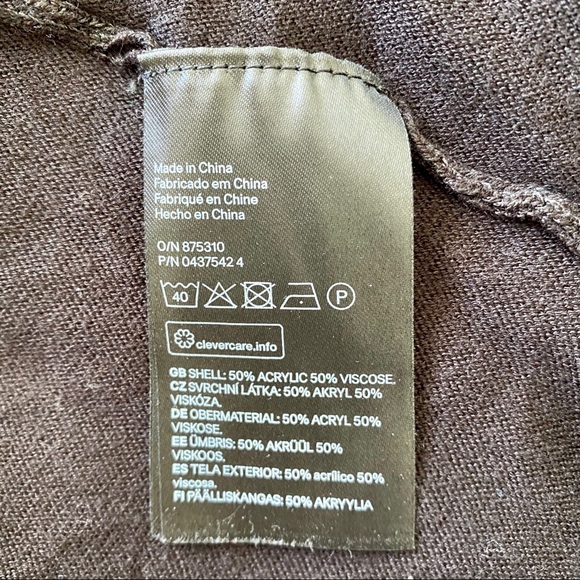 Made in China
Fabricado em China
Fabriqué en Chine
Hecho en China
O/N 875310
P/N 0437542 4
40 P
clevercare.info
GB SHELL: 50% ACRYLIC 50% VISCOSE.
CZ SVRCHNÍ LÁTKA: 50% AKRYL 50%
VISKÓZA.
DE OBERMATERIAL: 50% ACRYL 50%
VISKOSE.
EE ÜMBRIS: 50% AKRÜÜL 50%
VISKOOS.
ES TELA EXTERIOR: 50% acrílico 50%
viscosa.
FI PÄÄLLISKANGAS: 50% AKRYYLIA